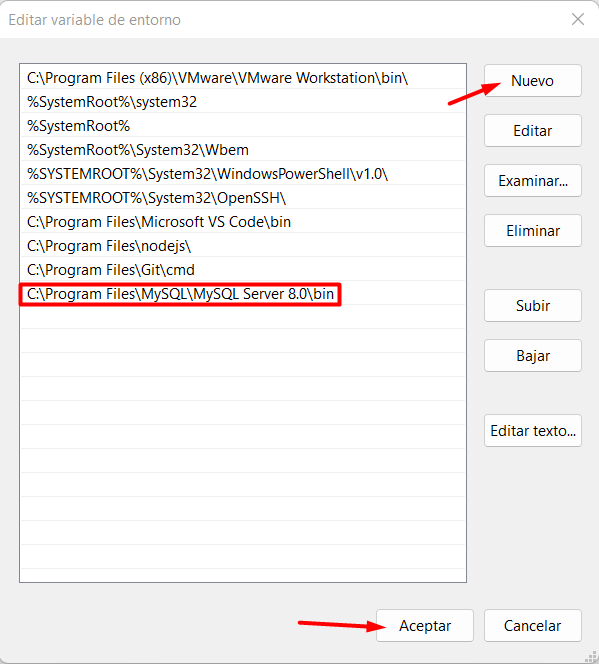 Editar variable de entorno
C:\Program Files (x86)\VMware\VMware Workstation\bin\
%SystemRoot%\system32
%SystemRoot%
%SystemRoot%\System32\Wbem
%SYSTEMROOT%\System32\WindowsPowerShell\v1.0\
%SYSTEMROOT%\System32\OpenSSH\
C:\Program Files\Microsoft VS Code\bin
C:\Program Files\nodejs\
C:\Program Files\Git\cmd
C:\Program Files\MySQL\MySQL Server 8.0\bin
Nuevo
Editar
Examinar...
Eliminar
Subir
Bajar
Editar texto...
Aceptar
Cancelar